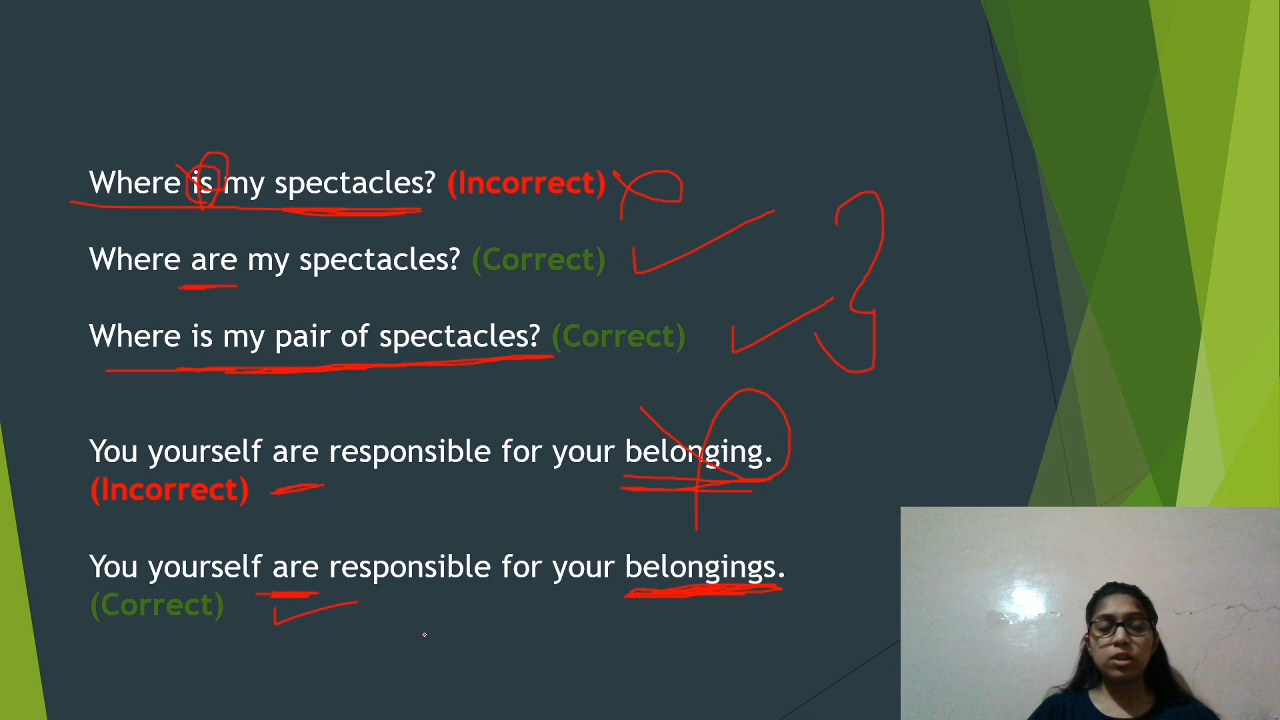 Where is my spectacles? (Incorrect)
Where are my spectacles? (Correct)
Where is my pair of spectacles? (Correct)
You yourself are responsible for your belonging.
(Incorrect)
You yourself are responsible for your belongings.
(Correct)